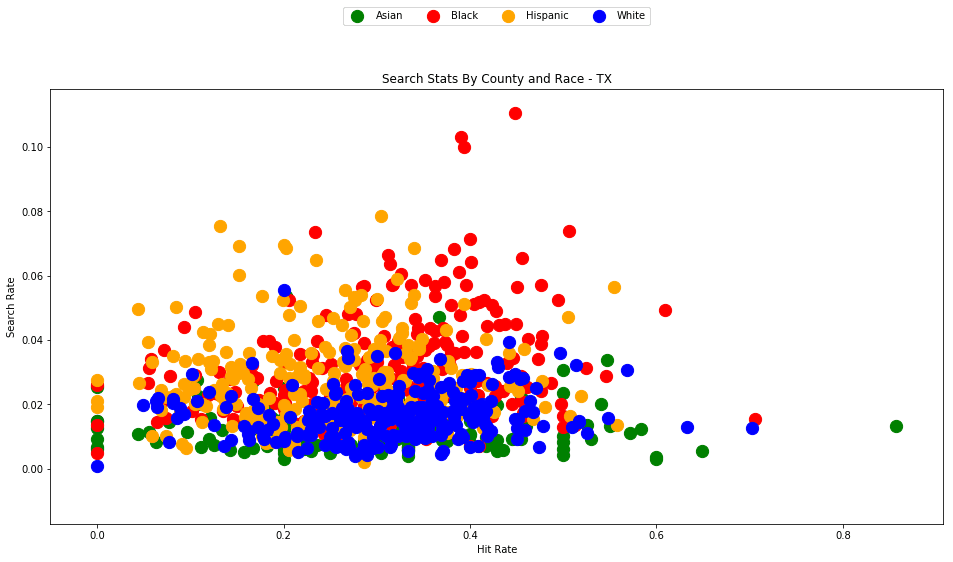 Asian Black Hispanic White
Search Stats By County and Race - TX
0.10
0.08
0.06
0.04
0.02
0.00
Search Rate
0.0 0.2 0.4 0.6 0.8
Hit Rate